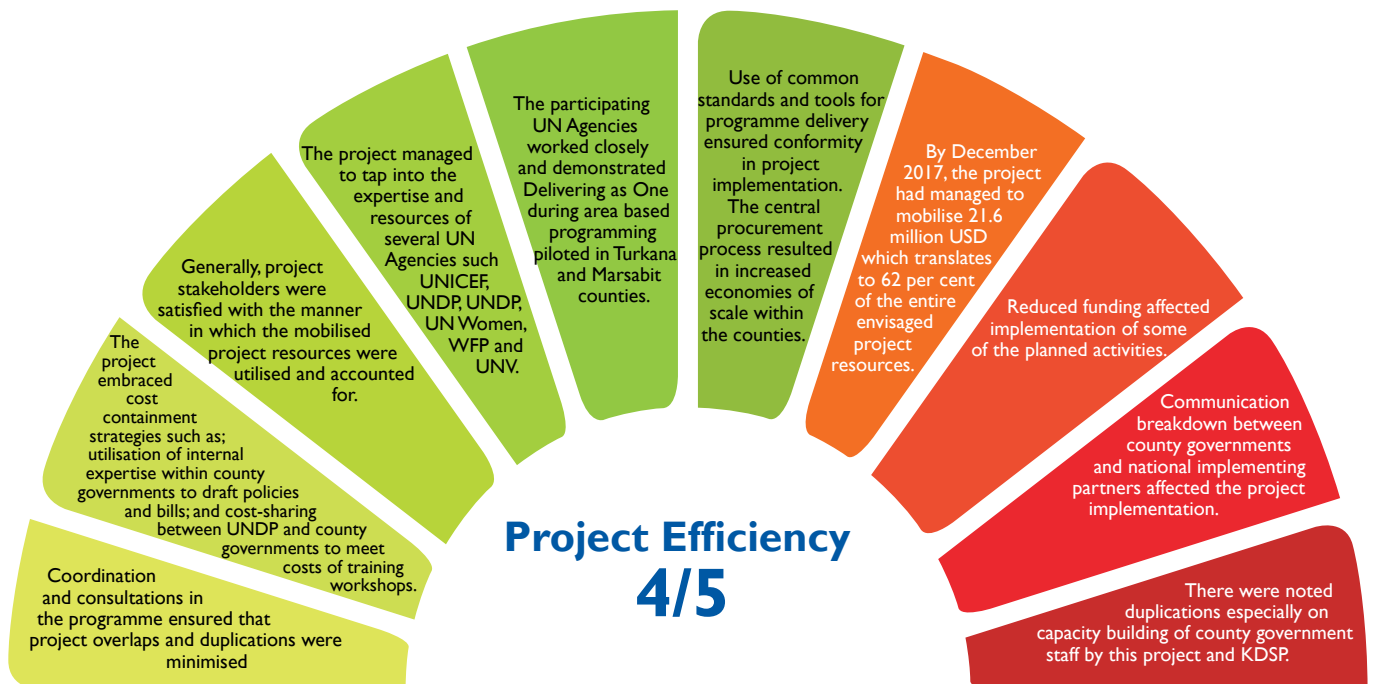 Coordination
and consultations in
the programme ensured that
project overlaps and duplications were
minimised
The
project
embraced
cost
containment
strategies such as;
utilisation of internal
expertise within county
governments to draft policies
and bills; and cost-sharing
between UNDP and county
governments to meet
costs of training
workshops.
Generally, project
stakeholders were
satisfied with the manner
in which the mobilised
project resources were
utilised and accounted
for.
The project managed
to tap into the
expertise and
resources of
several UN
Agencies such
UNICEF,
UNDP, UNDP,
UN Women,
WFP and
UNV.
The participating
UN Agencies
worked closely
and demonstrated
Delivering as One
during area based
programming
piloted in Turkana
and Marsabit
counties.
Use of common
standards and tools for
programme delivery
ensured conformity
in project
implementation.
The central
procurement
process resulted
in increased
economies of
scale within
the counties.
By December
2017, the project
had managed to
mobilise 21.6
million USD
which translates
to 62 per cent
of the entire
envisaged
project
resources.
Reduced funding affected
implementation of some
of the planned activities.
Communication
breakdown between
county governments
and national implementing
partners affected the project
implementation.
There were noted
duplications especially on
capacity building of county government
staff by this project and KDSP.
Project Efficiency
4/5